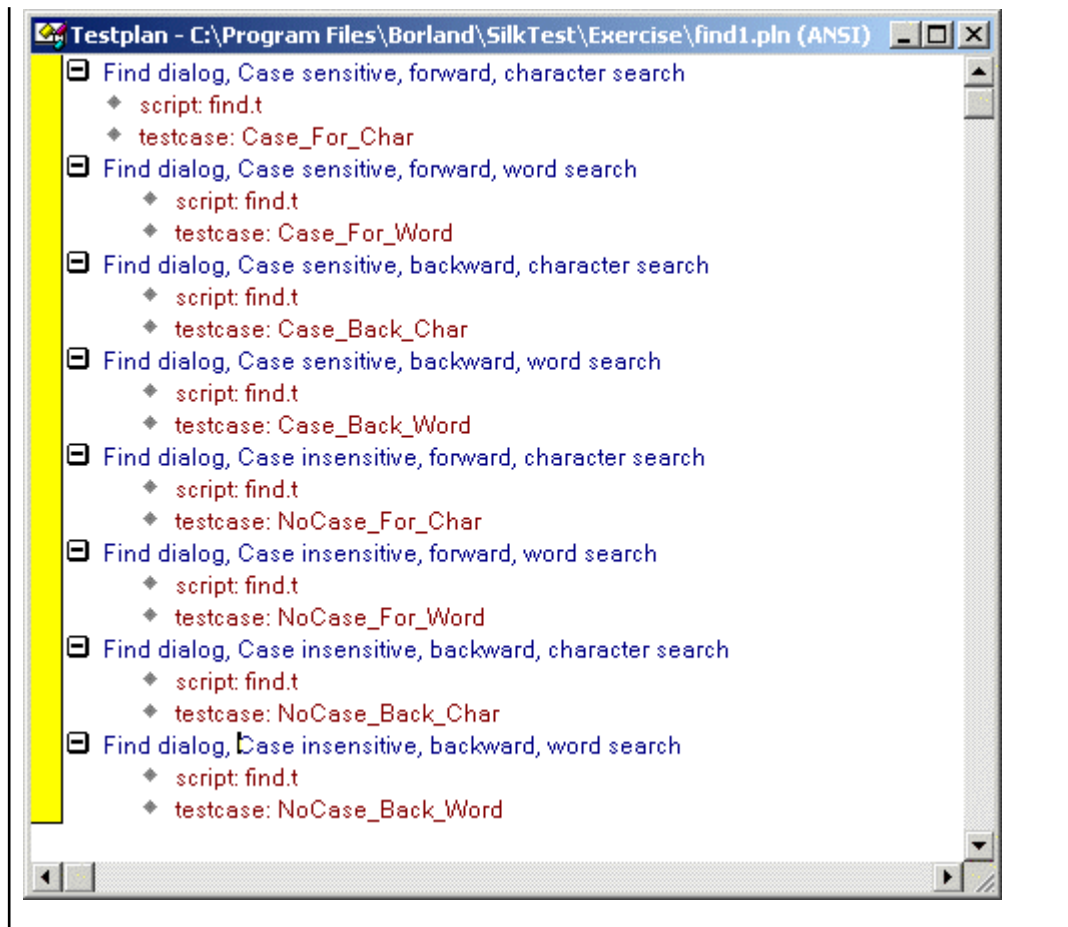 Testplan - C:\Program Files\Borland\SilkTest\Exercise\find1.pln (ANSI)
Find dialog, Case sensitive, forward, character search
script: find.t
testcase: Case_For_Char
Find dialog, Case sensitive, forward, word search
script: find.t
testcase: Case_For_Word
Find dialog, Case sensitive, backward, character search
script: find.t
testcase: Case_Back_Char
Find dialog, Case sensitive, backward, word search
script: find.t
testcase: Case_Back_Word
Find dialog, Case insensitive, forward, character search
script: find.t
testcase: NoCase_For_Char
Find dialog, Case insensitive, forward, word search
script: find.t
testcase: NoCase_For_Word
Find dialog, Case insensitive, backward, character search
script: find.t
testcase: NoCase_Back_Char
Find dialog, Case insensitive, backward, word search
script: find.t
testcase: NoCase_Back_Word